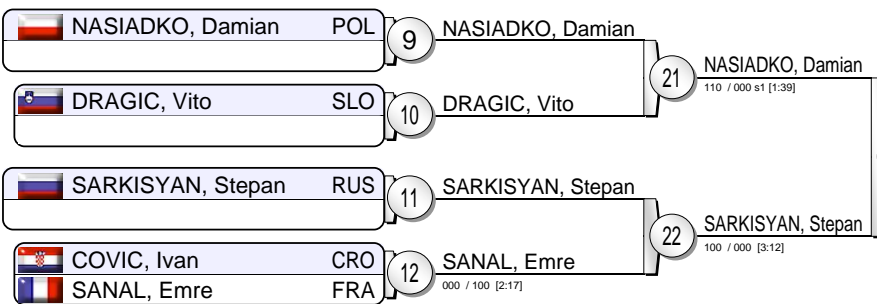 NASIADKO, Damian POL
9
NASIADKO, Damian
DRAGIC, Vito SLO
10
DRAGIC, Vito
21
NASIADKO, Damian
110 / 000 s1 [1:39]
SARKISYAN, Stepan RUS
11
SARKISYAN, Stepan
COVIC, Ivan CRO
SANAL, Emre FRA
12
SANAL, Emre
000 / 100 [2:17]
22
SARKISYAN, Stepan
100 / 000 [3:12]